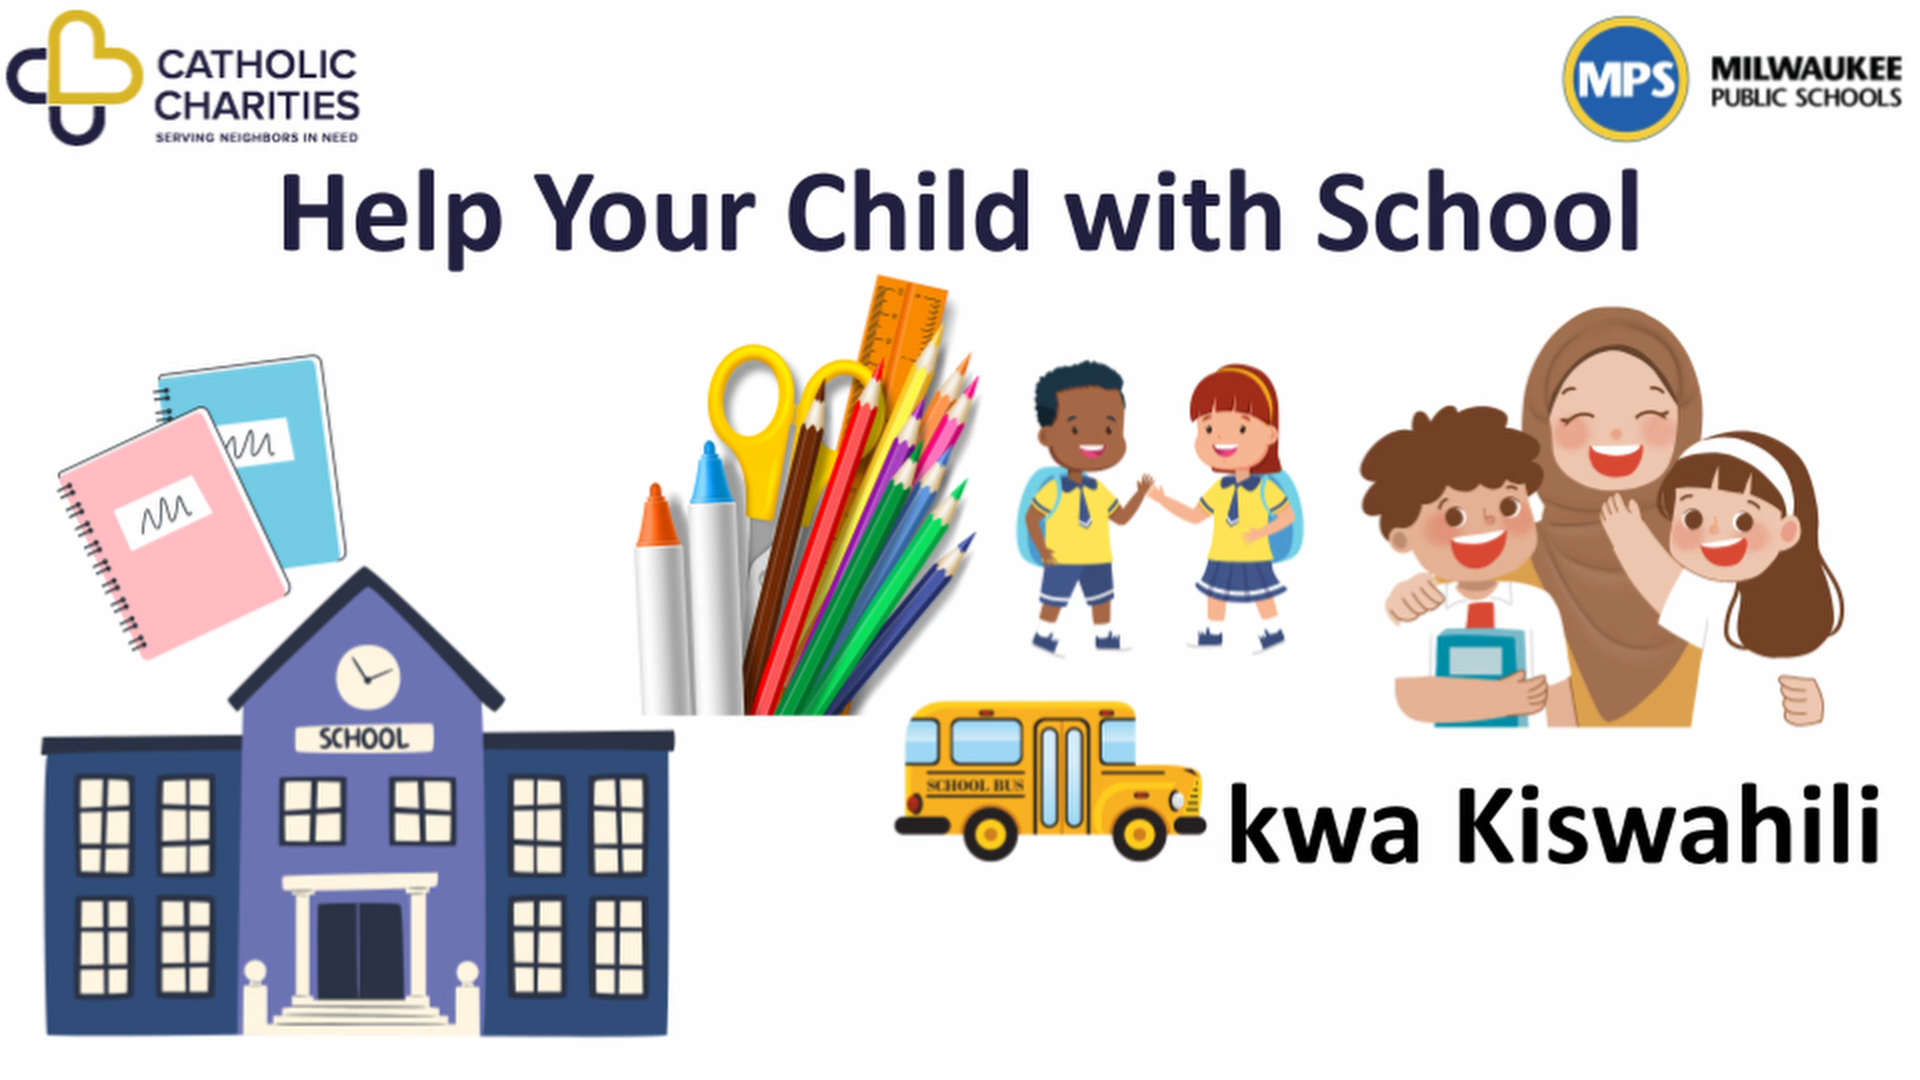 CATHOLIC
CHARITIES
SERVING NEIGHBORS IN NEED
MPS
MILWAUKEE
PUBLIC SCHOOLS
Help Your Child with School
SCHOOL
SCHOOL BUS
kwa Kiswahili